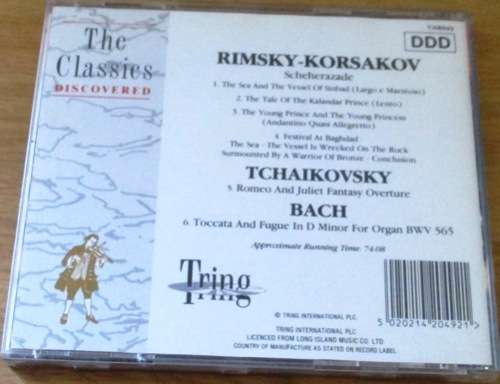 The
Classics
DISCOVERED
DDD
RIMSKY-KORSAKOV
Scheherazade
1. The Sea And The Vessel Of Sinbad (Largo e Maestoso)
2. The Tale Of The Kalandar Prince (Lento)
3. The Young Prince And The Young Princess
(Andantino Quasi Allegretto)
4. Festival At Baghdad
The Sea - The Vessel Is Wrecked On The Rock
Surmounted By A Warrior Of Bronze - Conclusion
TCHAIKOVSKY
5. Romeo And Juliet Fantasy Overture
BACH
6. Toccata And Fugue In D Minor For Organ BWV 565
Approximate Running Time: 74:08
Tring
© TRING INTERNATIONAL PLC
TRING INTERNATIONAL PLC
LICENCED FROM LONG ISLAND MUSIC CO. LTD
COUNTRY OF MANUFACTURE AS STATED ON RECORD LABEL
5 020214 204921 >